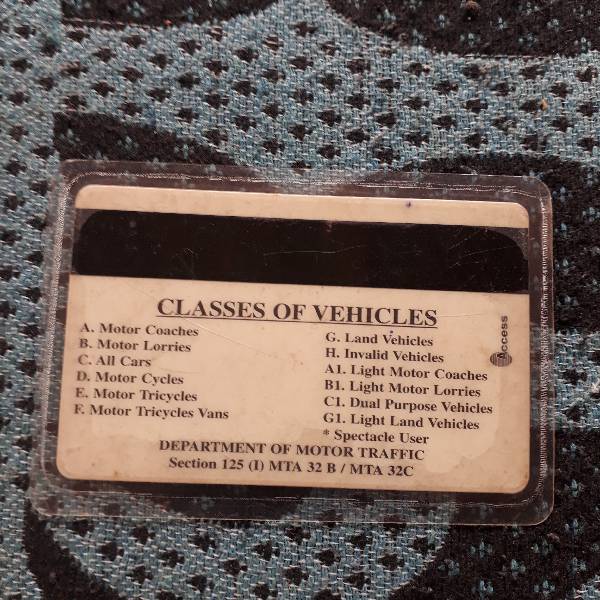 CLASSES OF VEHICLES
A. Motor Coaches
B. Motor Lorries
C. All Cars
D. Motor Cycles
E. Motor Tricycles
F. Motor Tricycles Vans
G. Land Vehicles
H. Invalid Vehicles
A1. Light Motor Coaches
B1. Light Motor Lorries
C1. Dual Purpose Vehicles
G1. Light Land Vehicles
* Spectacle User
DEPARTMENT OF MOTOR TRAFFIC
Section 125 (I) MTA 32 B / MTA 32C
Access